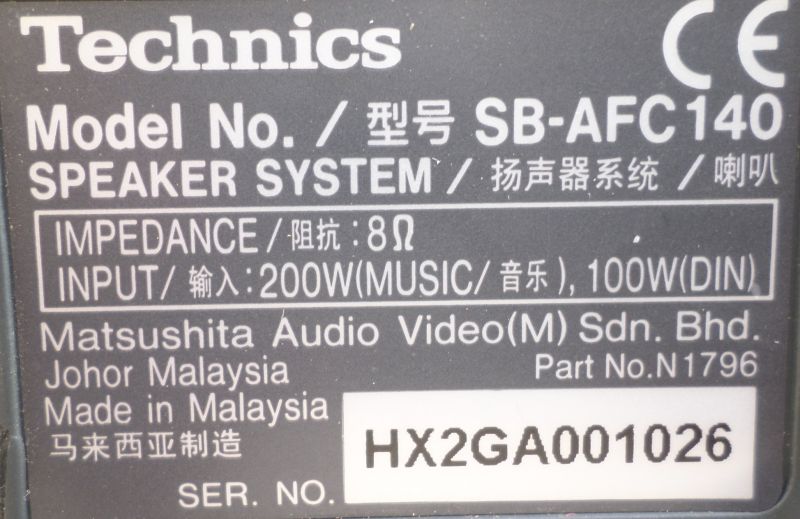 Technics CE
Model No. / 型号 SB-AFC140
SPEAKER SYSTEM / 扬声器系统 / 喇叭
IMPEDANCE / 阻抗 : 8Ω
INPUT / 输入 : 200W(MUSIC/ 音乐 ), 100W(DIN)
Matsushita Audio Video(M) Sdn. Bhd.
Johor Malaysia Part No.N1796
Made in Malaysia
马来西亚制造
SER. NO. HX2GA001026